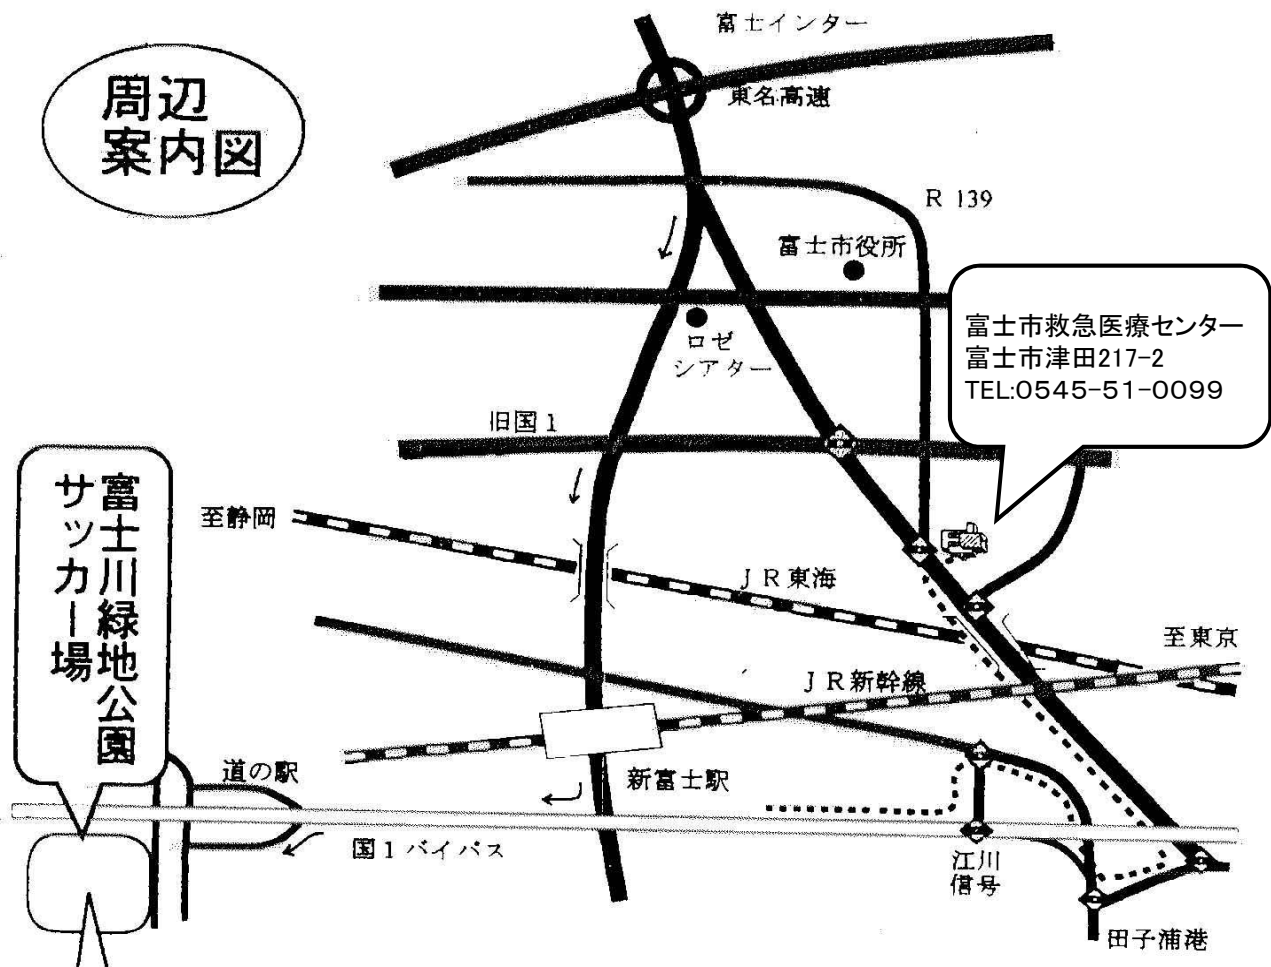 富士インター
周辺
案内図
東名高速
R 139
富士市役所
富士市救急医療センター
富士市津田217-2
TEL:0545-51-0099
ロゼ
シアター
旧国1
富士川緑地公園
サッカー場
至静岡
JR東海
至東京
JR新幹線
道の駅
新富士駅
国1バイパス
江川
信号
田子浦港